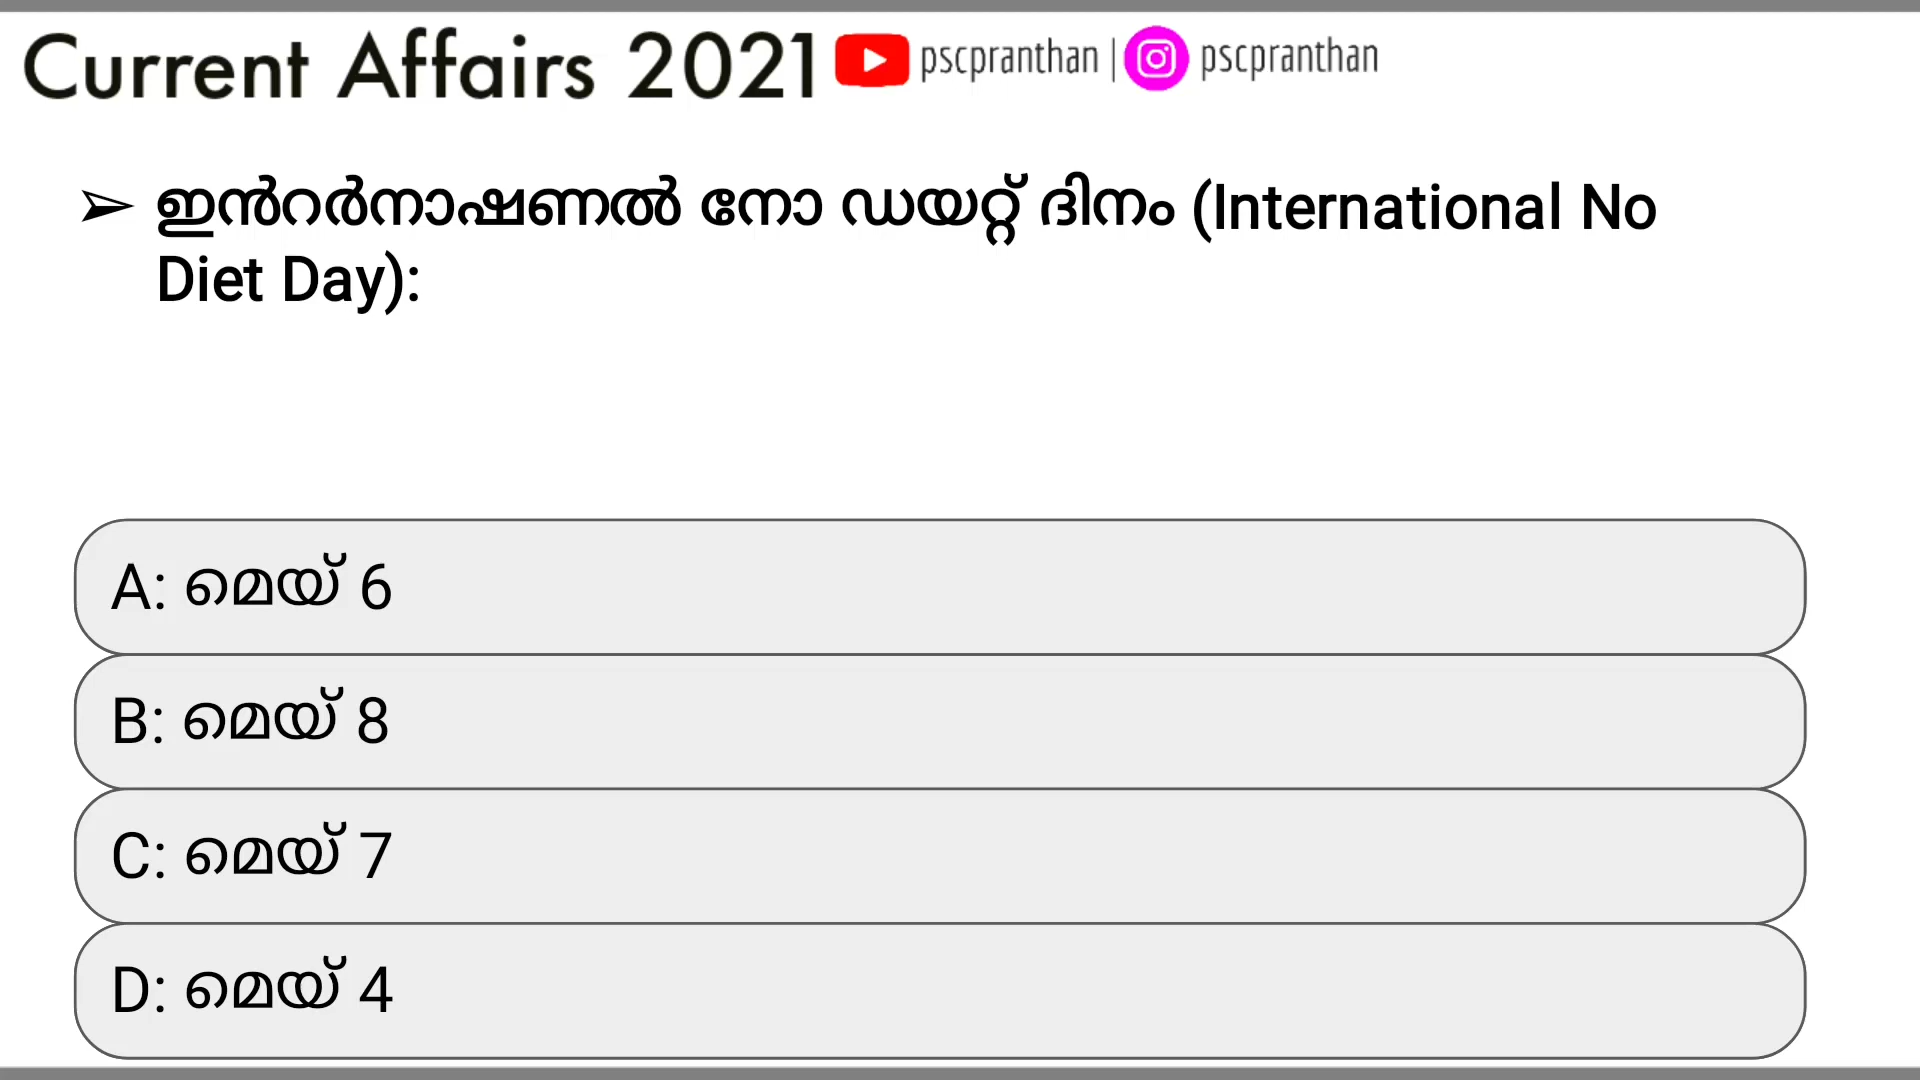 Current Affairs 2021 pscpranthan | pscpranthan
➢ ഇൻറർനാഷണൽ നോ ഡയറ്റ് ദിനം (International No
Diet Day):
A: മെയ് 6
B: മെയ് 8
C: മെയ് 7
D: മെയ് 4